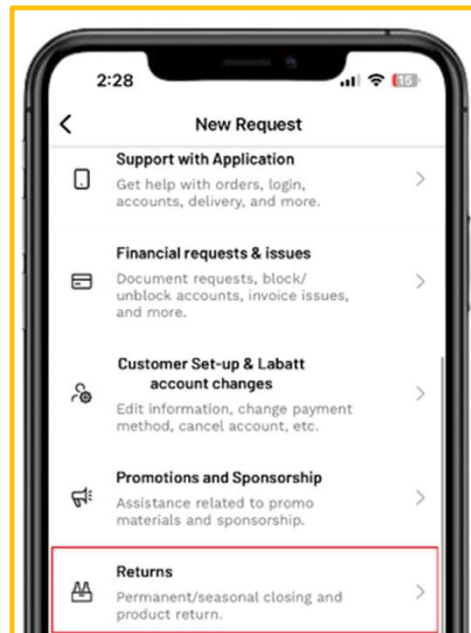 2:28
15
New Request
Support with Application
Get help with orders, login,
accounts, delivery, and more.
Financial requests & issues
Document requests, block/
unblock accounts, invoice issues,
and more.
Customer Set-up & Labatt
account changes
Edit information, change payment
method, cancel account, etc.
Promotions and Sponsorship
Assistance related to promo
materials and sponsorship.
Returns
Permanent/seasonal closing and
product return.